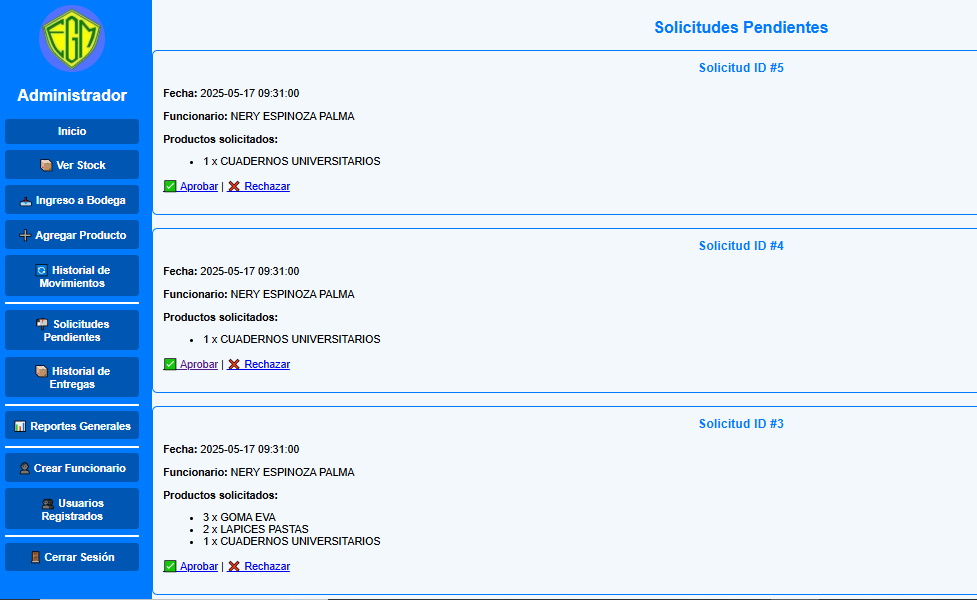 EGM
Administrador
Inicio
Ver Stock
Ingreso a Bodega
Agregar Producto
Historial de
Movimientos
Solicitudes
Pendientes
Historial de
Entregas
Reportes Generales
Crear Funcionario
Usuarios
Registrados
Cerrar Sesión
Solicitudes Pendientes
Solicitud ID #5
Fecha: 2025-05-17 09:31:00
Funcionario: NERY ESPINOZA PALMA
Productos solicitados:
• 1 x CUADERNOS UNIVERSITARIOS
✅ Aprobar | ❌ Rechazar
Solicitud ID #4
Fecha: 2025-05-17 09:31:00
Funcionario: NERY ESPINOZA PALMA
Productos solicitados:
• 1 x CUADERNOS UNIVERSITARIOS
✅ Aprobar | ❌ Rechazar
Solicitud ID #3
Fecha: 2025-05-17 09:31:00
Funcionario: NERY ESPINOZA PALMA
Productos solicitados:
• 3 x GOMA EVA
• 2 x LAPICES PASTAS
• 1 x CUADERNOS UNIVERSITARIOS
✅ Aprobar | ❌ Rechazar